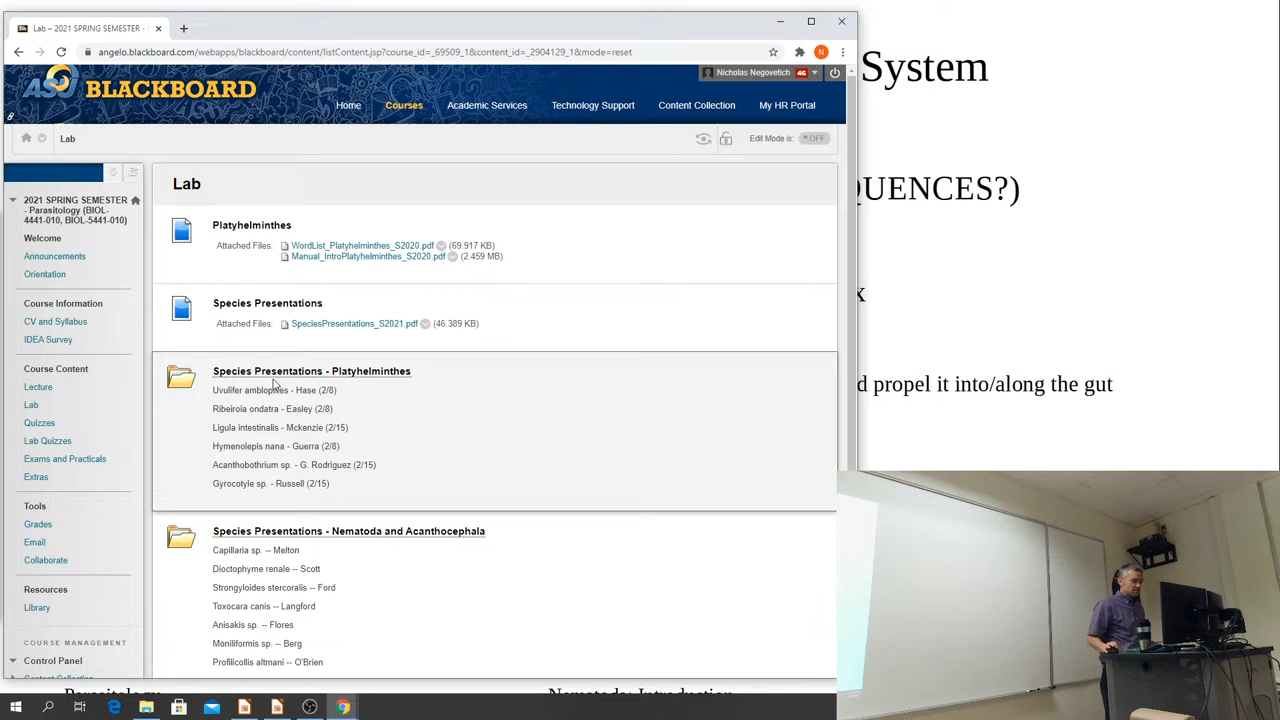 Lab – 2021 SPRING SEMESTER -
angelo.blackboard.com/webapps/blackboard/content/listContent.jsp?course_id=_69509_1&content_id=_2904129_1&mode=reset
N
System
ASU BLACKBOARD
Nicholas Negovetich 46
Home
Courses
Academic Services
Technology Support
Content Collection
My HR Portal
Lab
Edit Mode is: OFF
2021 SPRING SEMESTER
- Parasitology (BIOL-
4441-010, BIOL-5441-010)
Welcome
Announcements
Orientation
Course Information
CV and Syllabus
IDEA Survey
Course Content
Lecture
Lab
Quizzes
Lab Quizzes
Exams and Practicals
Extras
Tools
Grades
Email
Collaborate
Resources
Library
COURSE MANAGEMENT
Control Panel
Lab
Platyhelminthes
Attached Files: WordList_Platyhelminthes_S2020.pdf (69.917 KB)
Manual_IntroPlatyhelminthes_S2020.pdf (2.459 MB)
Species Presentations
Attached Files: SpeciesPresentations_S2021.pdf (46.389 KB)
Species Presentations - Platyhelminthes
Uvulifer ambloplites - Hase (2/8)
Ribeiroia ondatra - Easley (2/8)
Ligula intestinalis - Mckenzie (2/15)
Hymenolepis nana - Guerra (2/8)
Acanthobothrium sp. - G. Rodriguez (2/15)
Gyrocotyle sp. - Russell (2/15)
Species Presentations - Nematoda and Acanthocephala
Capillaria sp. -- Melton
Dioctophyme renale -- Scott
Strongyloides stercoralis -- Ford
Toxocara canis -- Langford
Anisakis sp. -- Flores
Moniliformis sp. -- Berg
Profilicollis altmani -- O'Brien
QUENCES?)
x
d propel it into/along the gut
Parasitology
Nematoda: Introduction